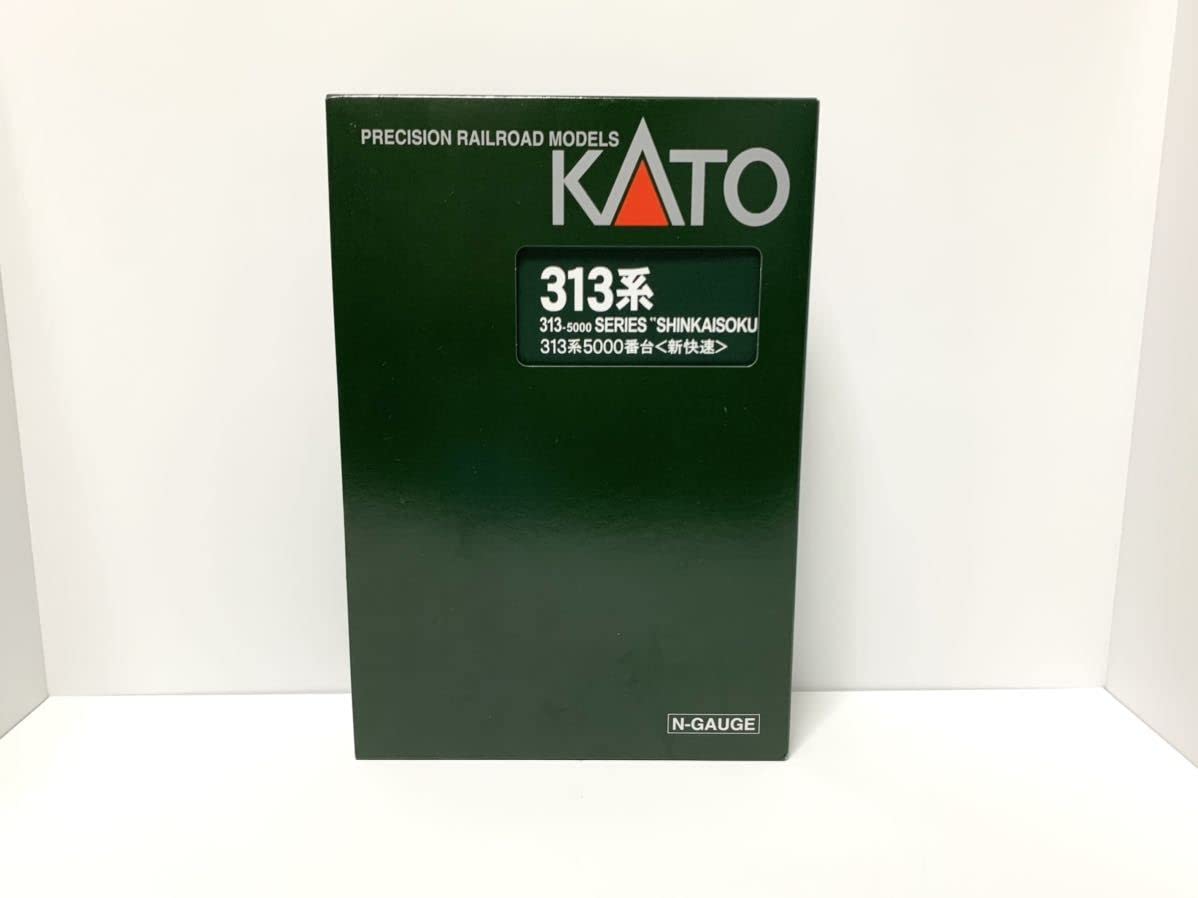 PRECISION RAILROAD MODELS
KATO
313系
313-5000 SERIES "SHINKAISOKU
313系5000番台<新快速>
N-GAUGE